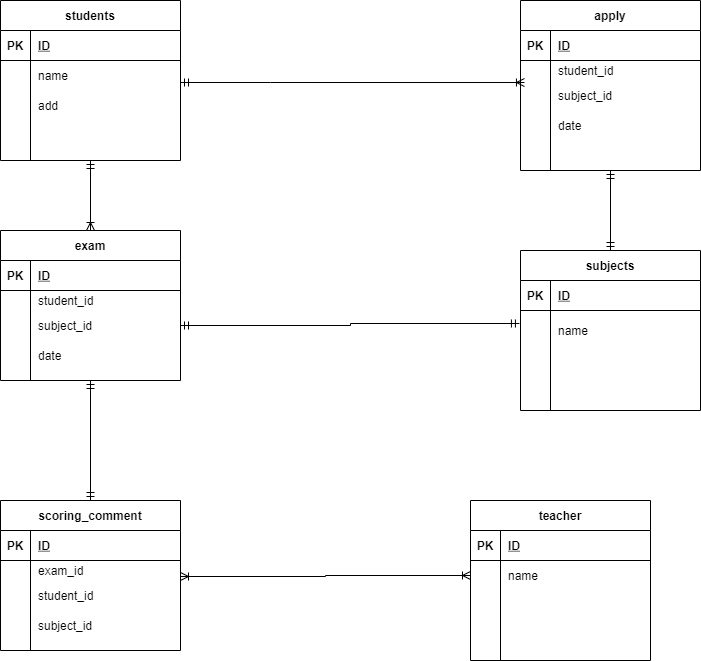 students
PK ID
name
add
apply
PK ID
student_id
subject_id
date
exam
PK ID
student_id
subject_id
date
subjects
PK ID
name
scoring_comment
PK ID
exam_id
student_id
subject_id
teacher
PK ID
name